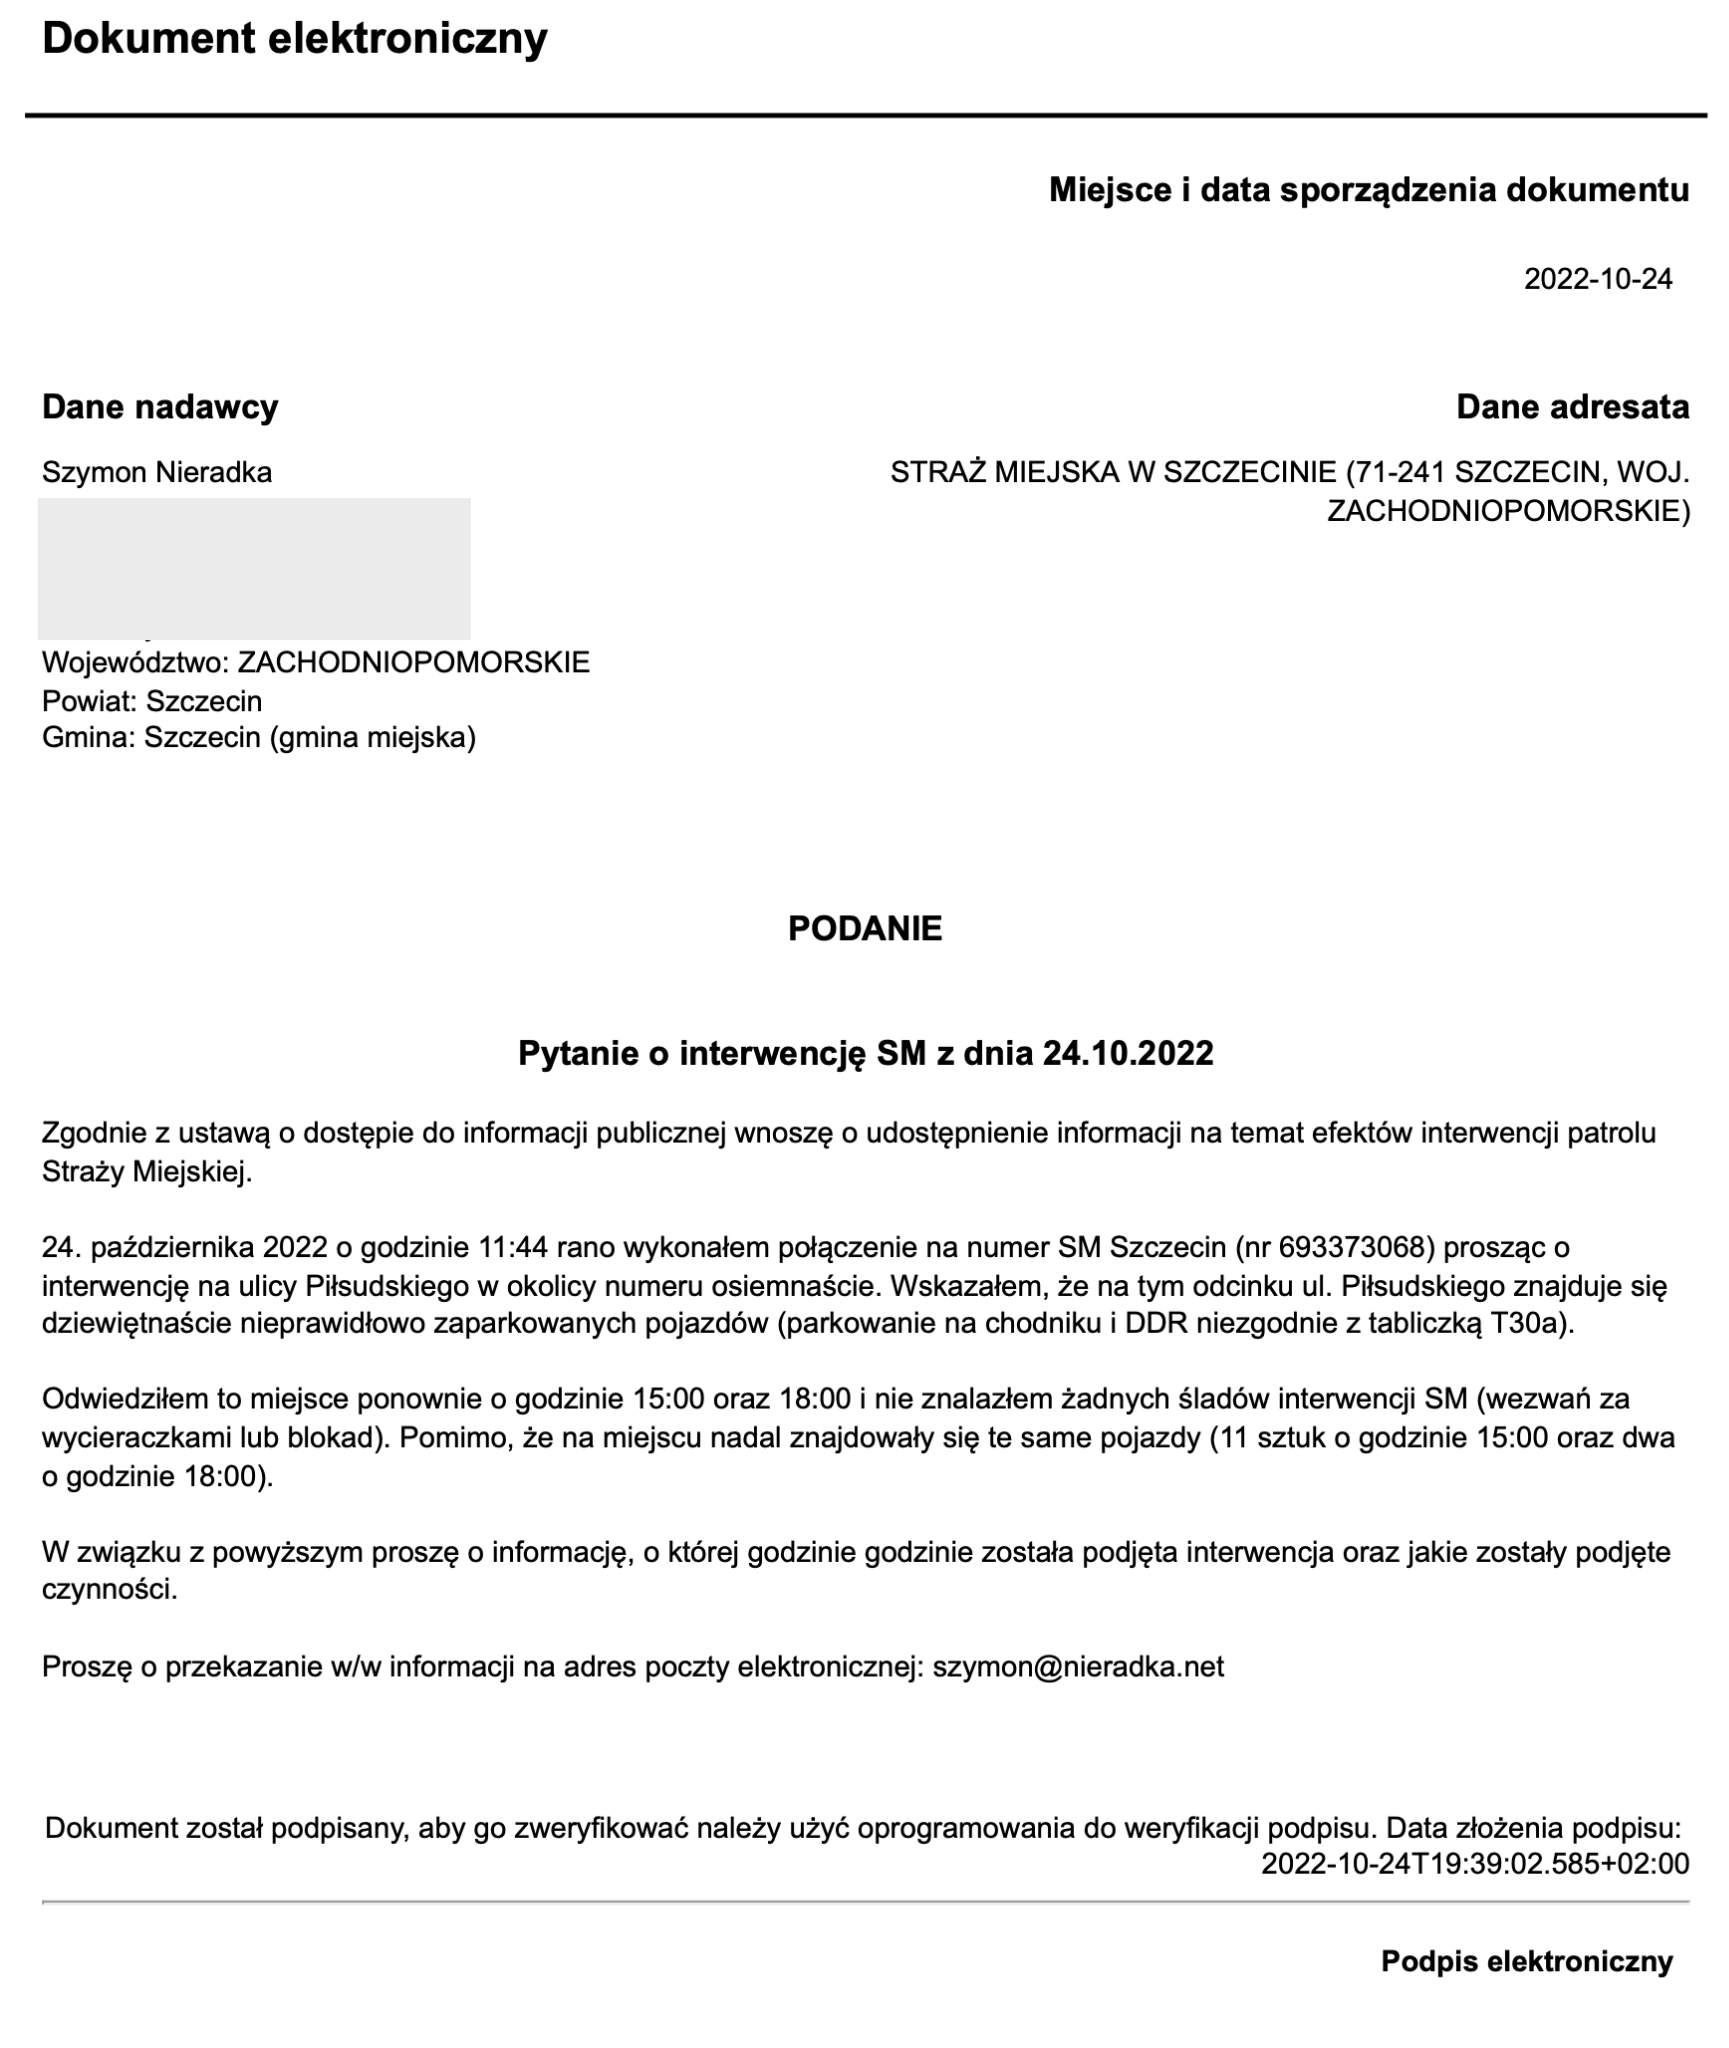 Dokument elektroniczny
Miejsce i data sporządzenia dokumentu
2022-10-24
Dane nadawcy
Szymon Nieradka
Województwo: ZACHODNIOPOMORSKIE
Powiat: Szczecin
Gmina: Szczecin (gmina miejska)
Dane adresata
STRAŻ MIEJSKA W SZCZECINIE (71-241 SZCZECIN, WOJ.
ZACHODNIOPOMORSKIE)
PODANIE
Pytanie o interwencję SM z dnia 24.10.2022
Zgodnie z ustawą o dostępie do informacji publicznej wnoszę o udostępnienie informacji na temat efektów interwencji patrolu
Straży Miejskiej.
24. października 2022 o godzinie 11:44 rano wykonałem połączenie na numer SM Szczecin (nr 693373068) prosząc o
interwencję na ulicy Piłsudskiego w okolicy numeru osiemnaście. Wskazałem, że na tym odcinku ul. Piłsudskiego znajduje się
dziewiętnaście nieprawidłowo zaparkowanych pojazdów (parkowanie na chodniku i DDR niezgodnie z tabliczką T30a).
Odwiedziłem to miejsce ponownie o godzinie 15:00 oraz 18:00 i nie znalazłem żadnych śladów interwencji SM (wezwań za
wycieraczkami lub blokad). Pomimo, że na miejscu nadal znajdowały się te same pojazdy (11 sztuk o godzinie 15:00 oraz dwa
o godzinie 18:00).
W związku z powyższym proszę o informację, o której godzinie godzinie została podjęta interwencja oraz jakie zostały podjęte
czynności.
Proszę o przekazanie w/w informacji na adres poczty elektronicznej: szymon@nieradka.net
Dokument został podpisany, aby go zweryfikować należy użyć oprogramowania do weryfikacji podpisu. Data złożenia podpisu:
2022-10-24T19:39:02.585+02:00
Podpis elektroniczny